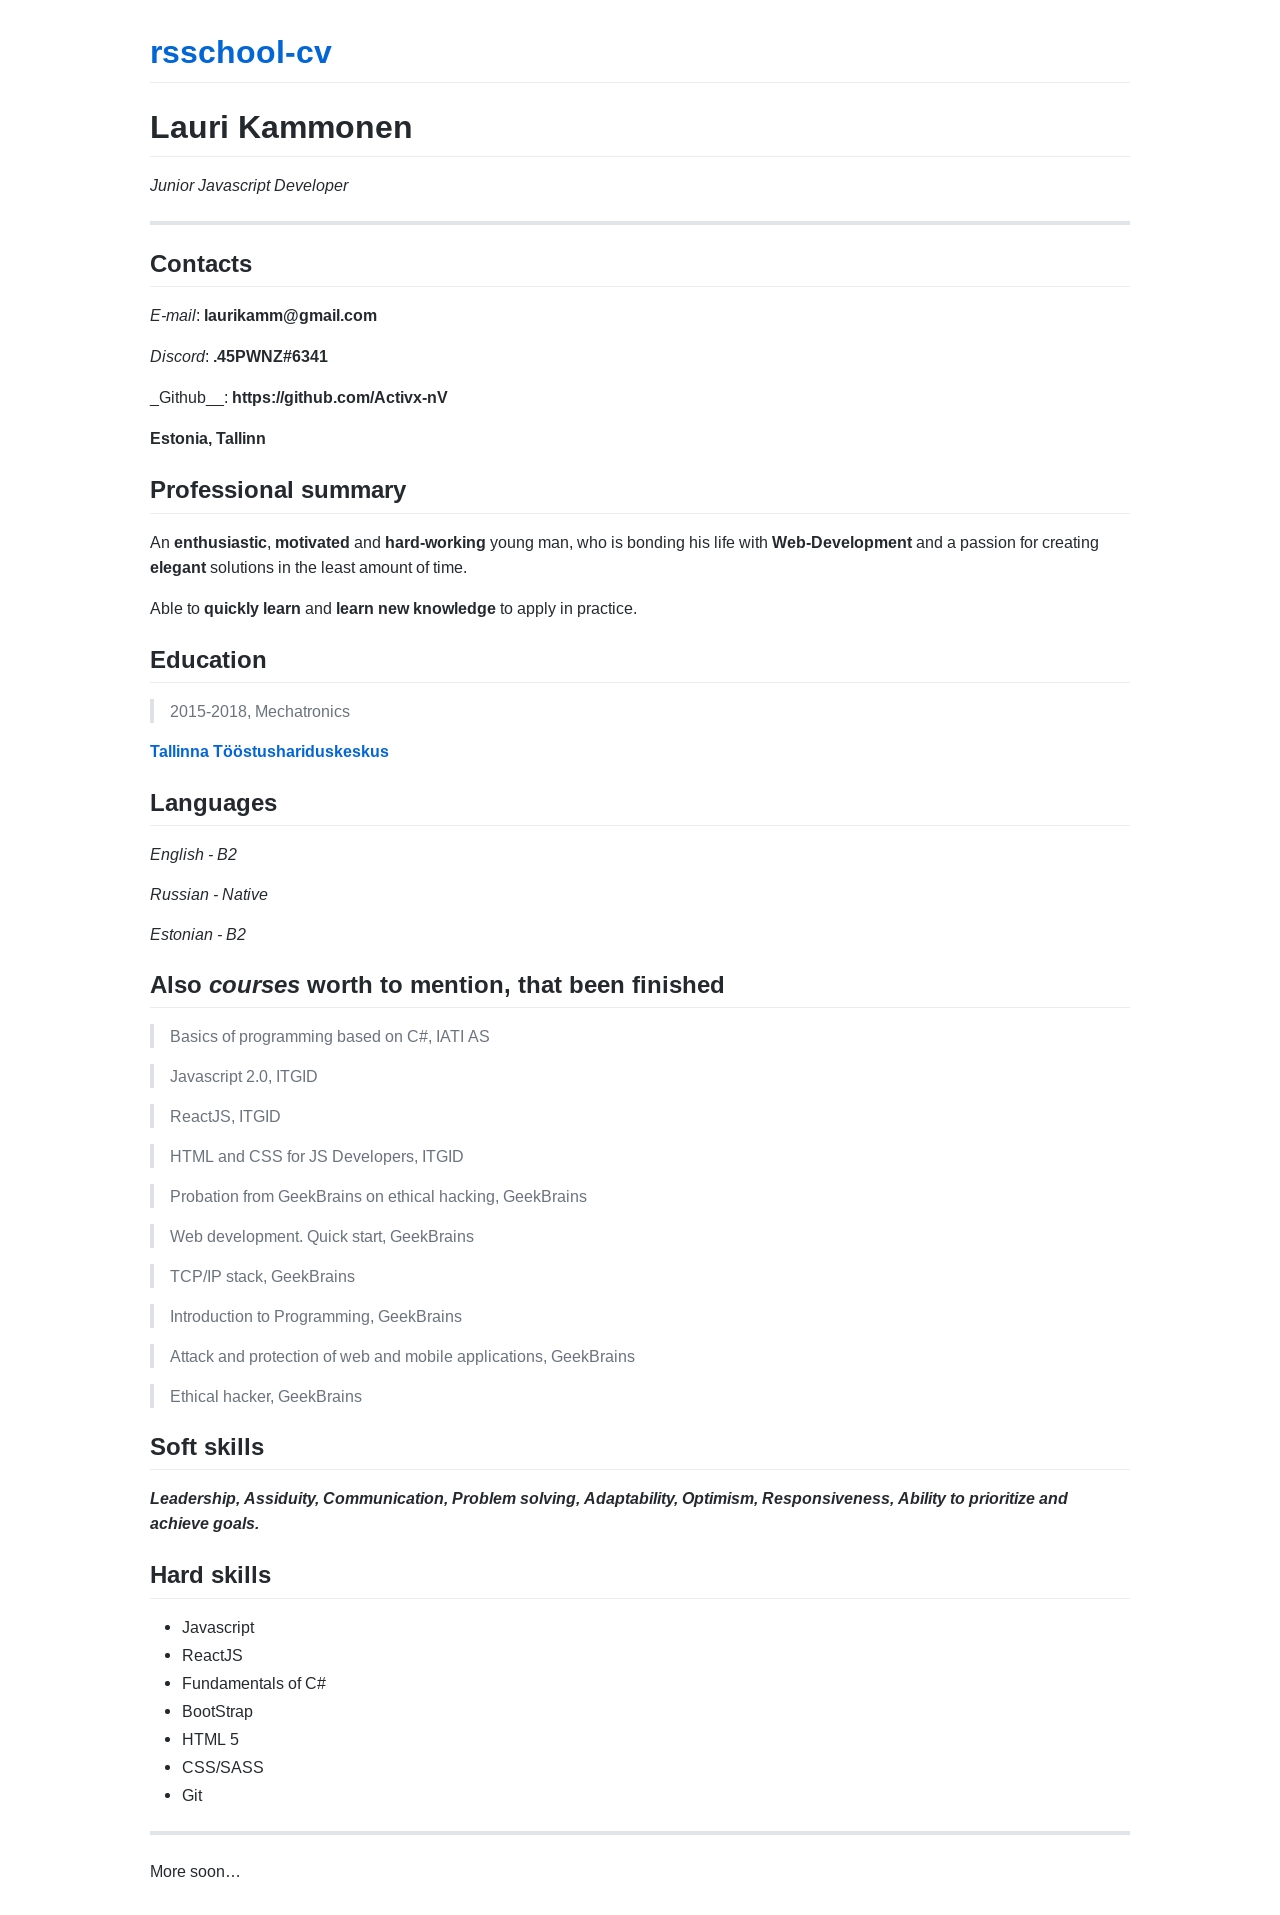 rsschool-cv
Lauri Kammonen
Junior Javascript Developer
Contacts
E-mail: laurikamm@gmail.com
Discord: .45PWNZ#6341
_Github__: https://github.com/Activx-nV
Estonia, Tallinn
Professional summary
An enthusiastic, motivated and hard-working young man, who is bonding his life with Web-Development and a passion for creating
elegant solutions in the least amount of time.
Able to quickly learn and learn new knowledge to apply in practice.
Education
2015-2018, Mechatronics
Tallinna Tööstushariduskeskus
Languages
English - B2
Russian - Native
Estonian - B2
Also courses worth to mention, that been finished
Basics of programming based on C#, IATI AS
Javascript 2.0, ITGID
ReactJS, ITGID
HTML and CSS for JS Developers, ITGID
Probation from GeekBrains on ethical hacking, GeekBrains
Web development. Quick start, GeekBrains
TCP/IP stack, GeekBrains
Introduction to Programming, GeekBrains
Attack and protection of web and mobile applications, GeekBrains
Ethical hacker, GeekBrains
Soft skills
Leadership, Assiduity, Communication, Problem solving, Adaptability, Optimism, Responsiveness, Ability to prioritize and
achieve goals.
Hard skills
• Javascript
• ReactJS
• Fundamentals of C#
• BootStrap
• HTML 5
• CSS/SASS
• Git
More soon…